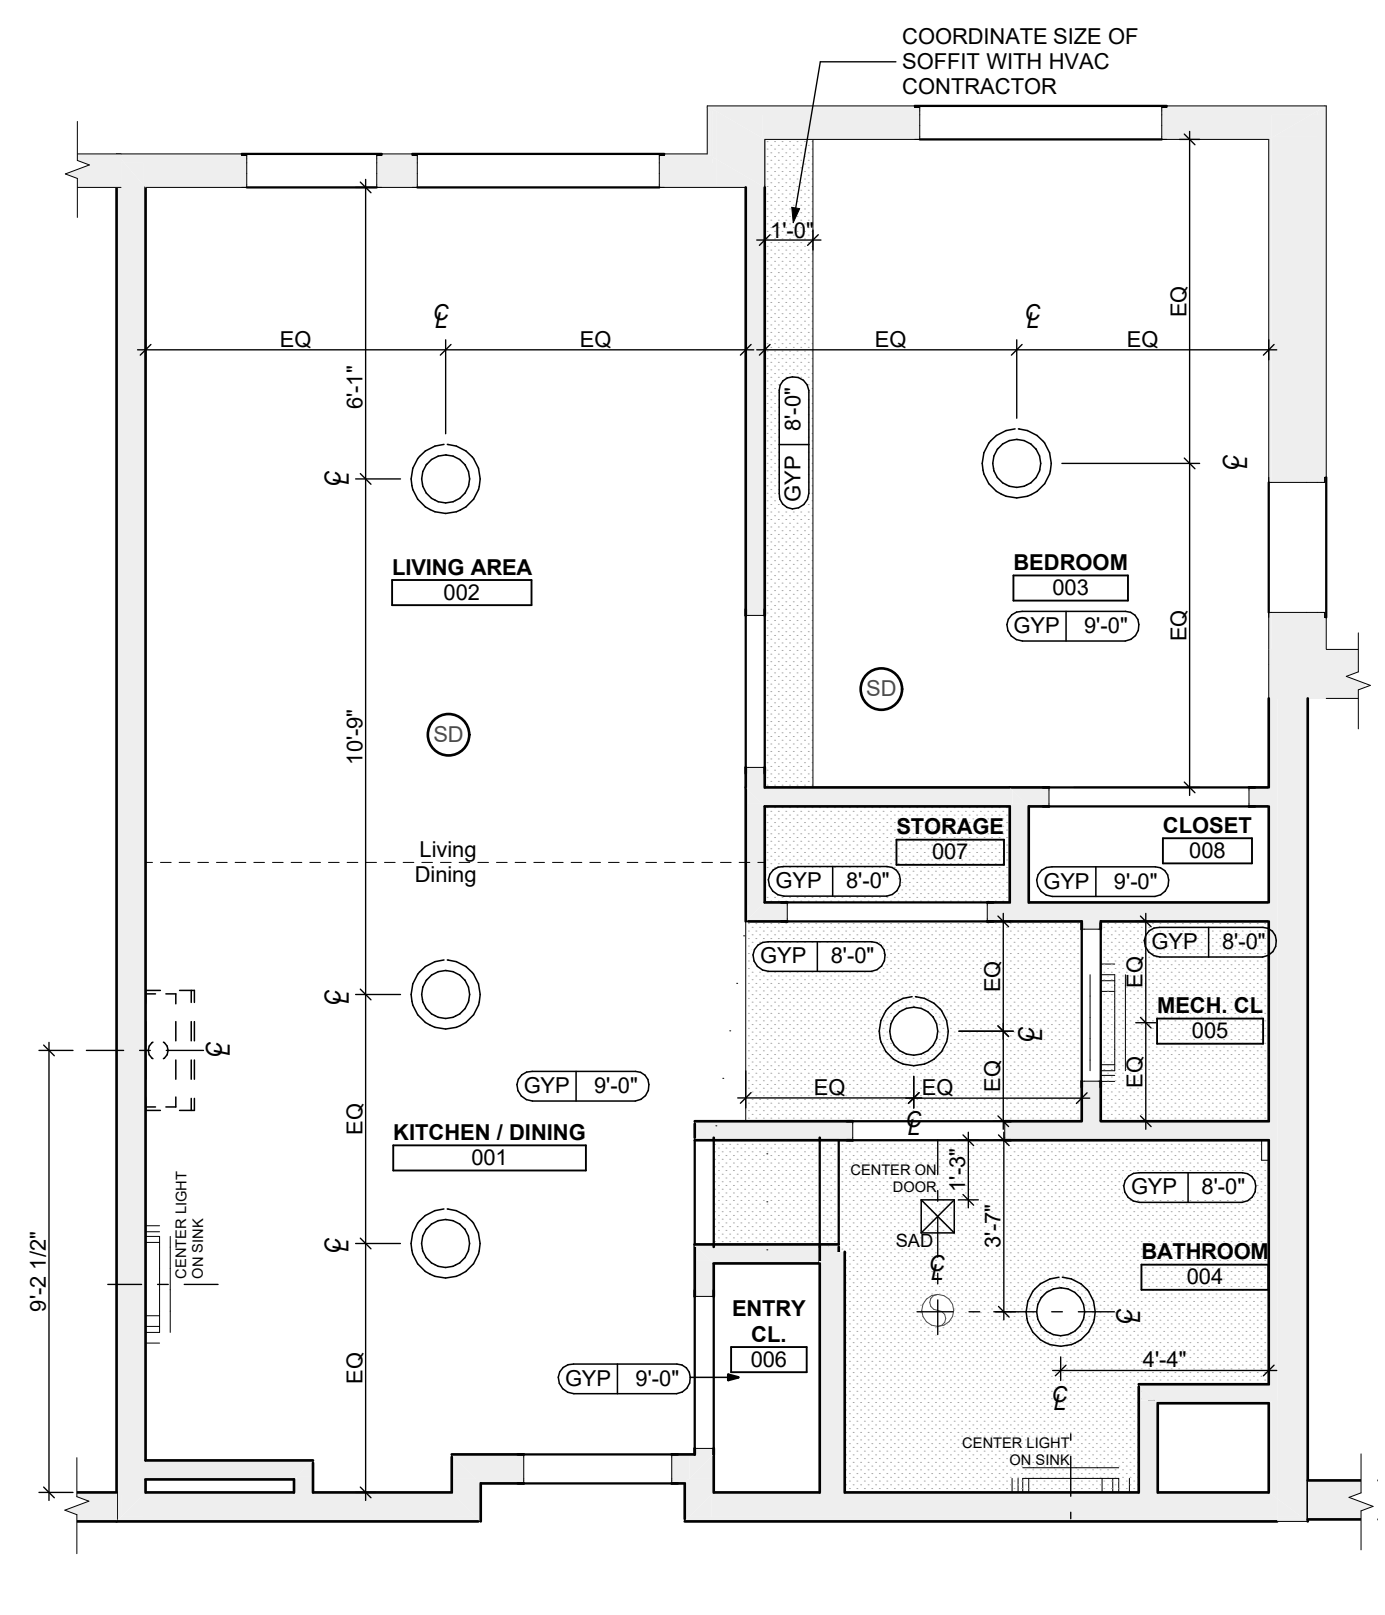 COORDINATE SIZE OF
SOFFIT WITH HVAC
CONTRACTOR
1'-0"
EQ
℄
EQ
EQ
℄
EQ
EQ
6'-1"
GYP 8'-0"
℄
℄
LIVING AREA
002
BEDROOM
003
GYP 9'-0"
EQ
SD
SD
10'-9"
Living
Dining
STORAGE
007
GYP 8'-0"
CLOSET
008
GYP 9'-0"
GYP 8'-0"
EQ
EQ
GYP 8'-0"
MECH. CL
005
℄
℄
℄
EQ
EQ
EQ
EQ
℄
GYP 9'-0"
EQ
KITCHEN / DINING
001
CENTER ON
DOOR
1'-3"
GYP 8'-0"
CENTER LIGHT
ON SINK
SAD
3'-7"
℄
℄
BATHROOM
004
9'-2 1/2"
ENTRY
CL.
006
℄
GYP 9'-0"
EQ
4'-4"
℄
CENTER LIGHT
ON SINK